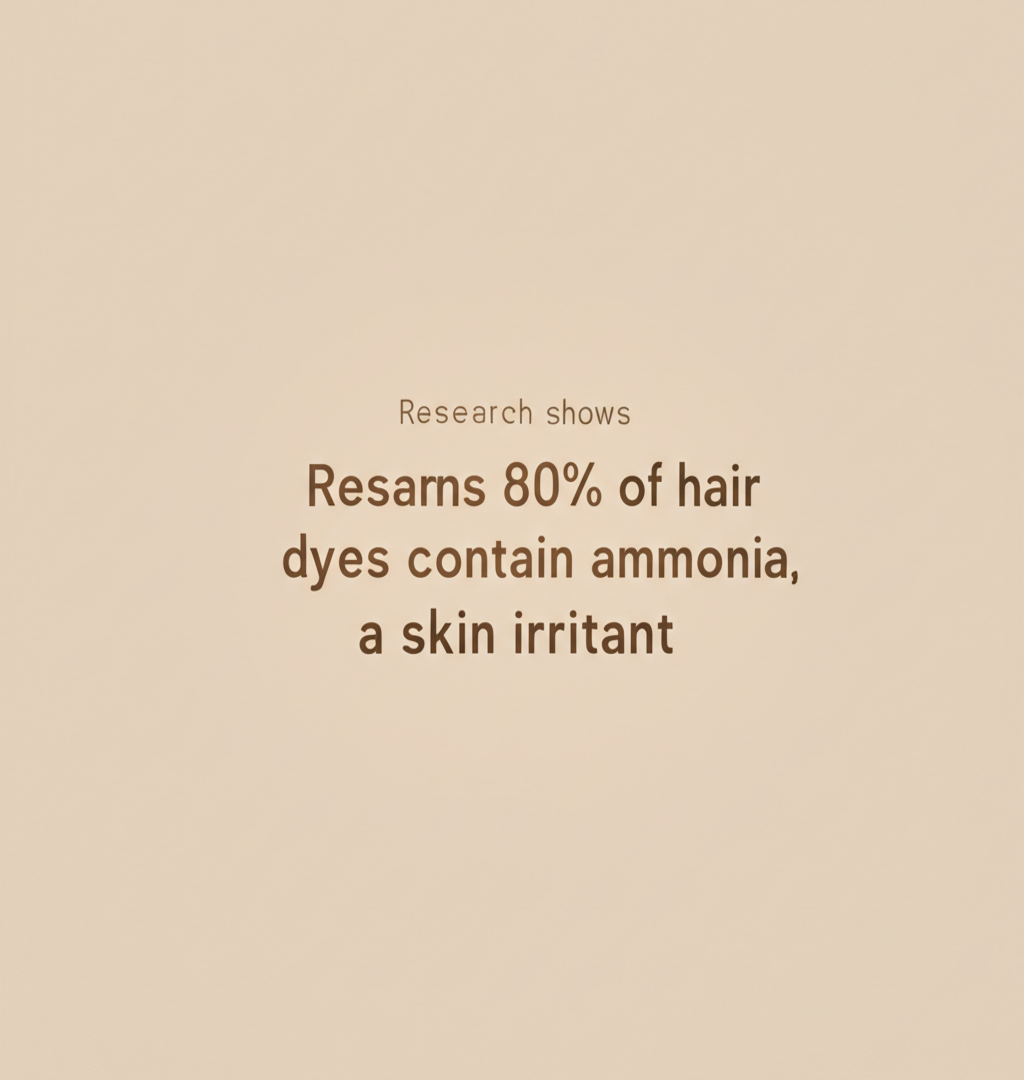 Research shows
Resarns 80% of hair
dyes contain ammonia,
a skin irritant